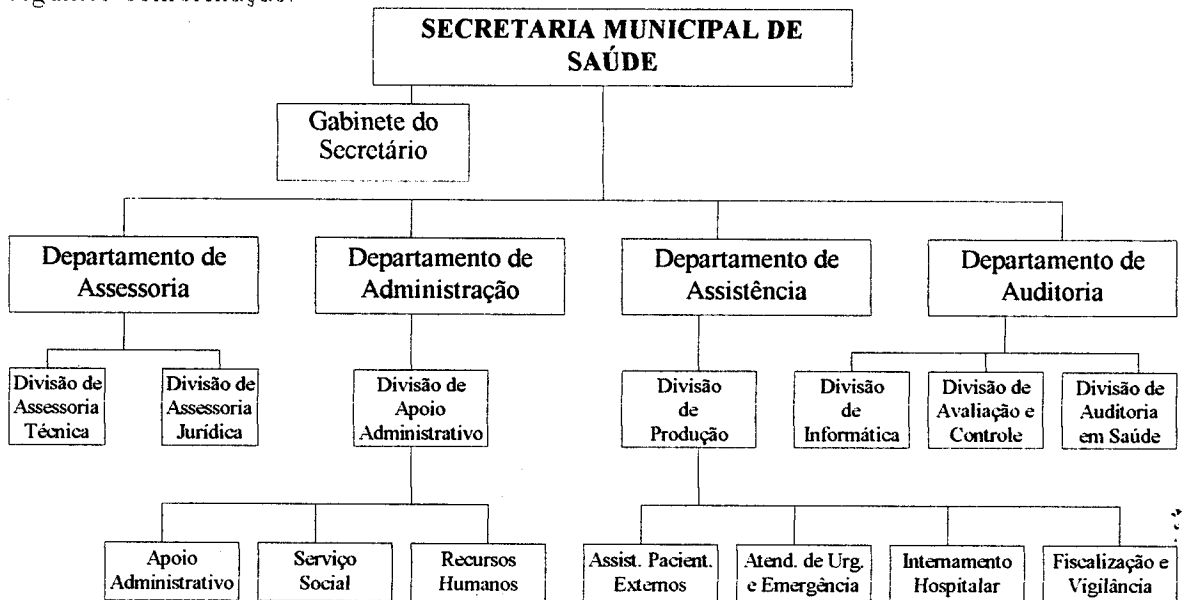 SECRETARIA MUNICIPAL DE
SAÚDE
Gabinete do
Secretário
Departamento de
Assessoria
Departamento de
Administração
Departamento de
Assistência
Departamento de
Auditoria
Divisão de
Assessoria
Técnica
Divisão de
Assessoria
Jurídica
Divisão de
Apoio
Administrativo
Divisão
de
Produção
Divisão
de
Informática
Divisão de
Avaliação e
Controle
Divisão de
Auditoria
em Saúde
Apoio
Administrativo
Serviço
Social
Recursos
Humanos
Assist. Pacient.
Externos
Atend. de Urg.
e Emergência
Internamento
Hospitalar
Fiscalização e
Vigilância